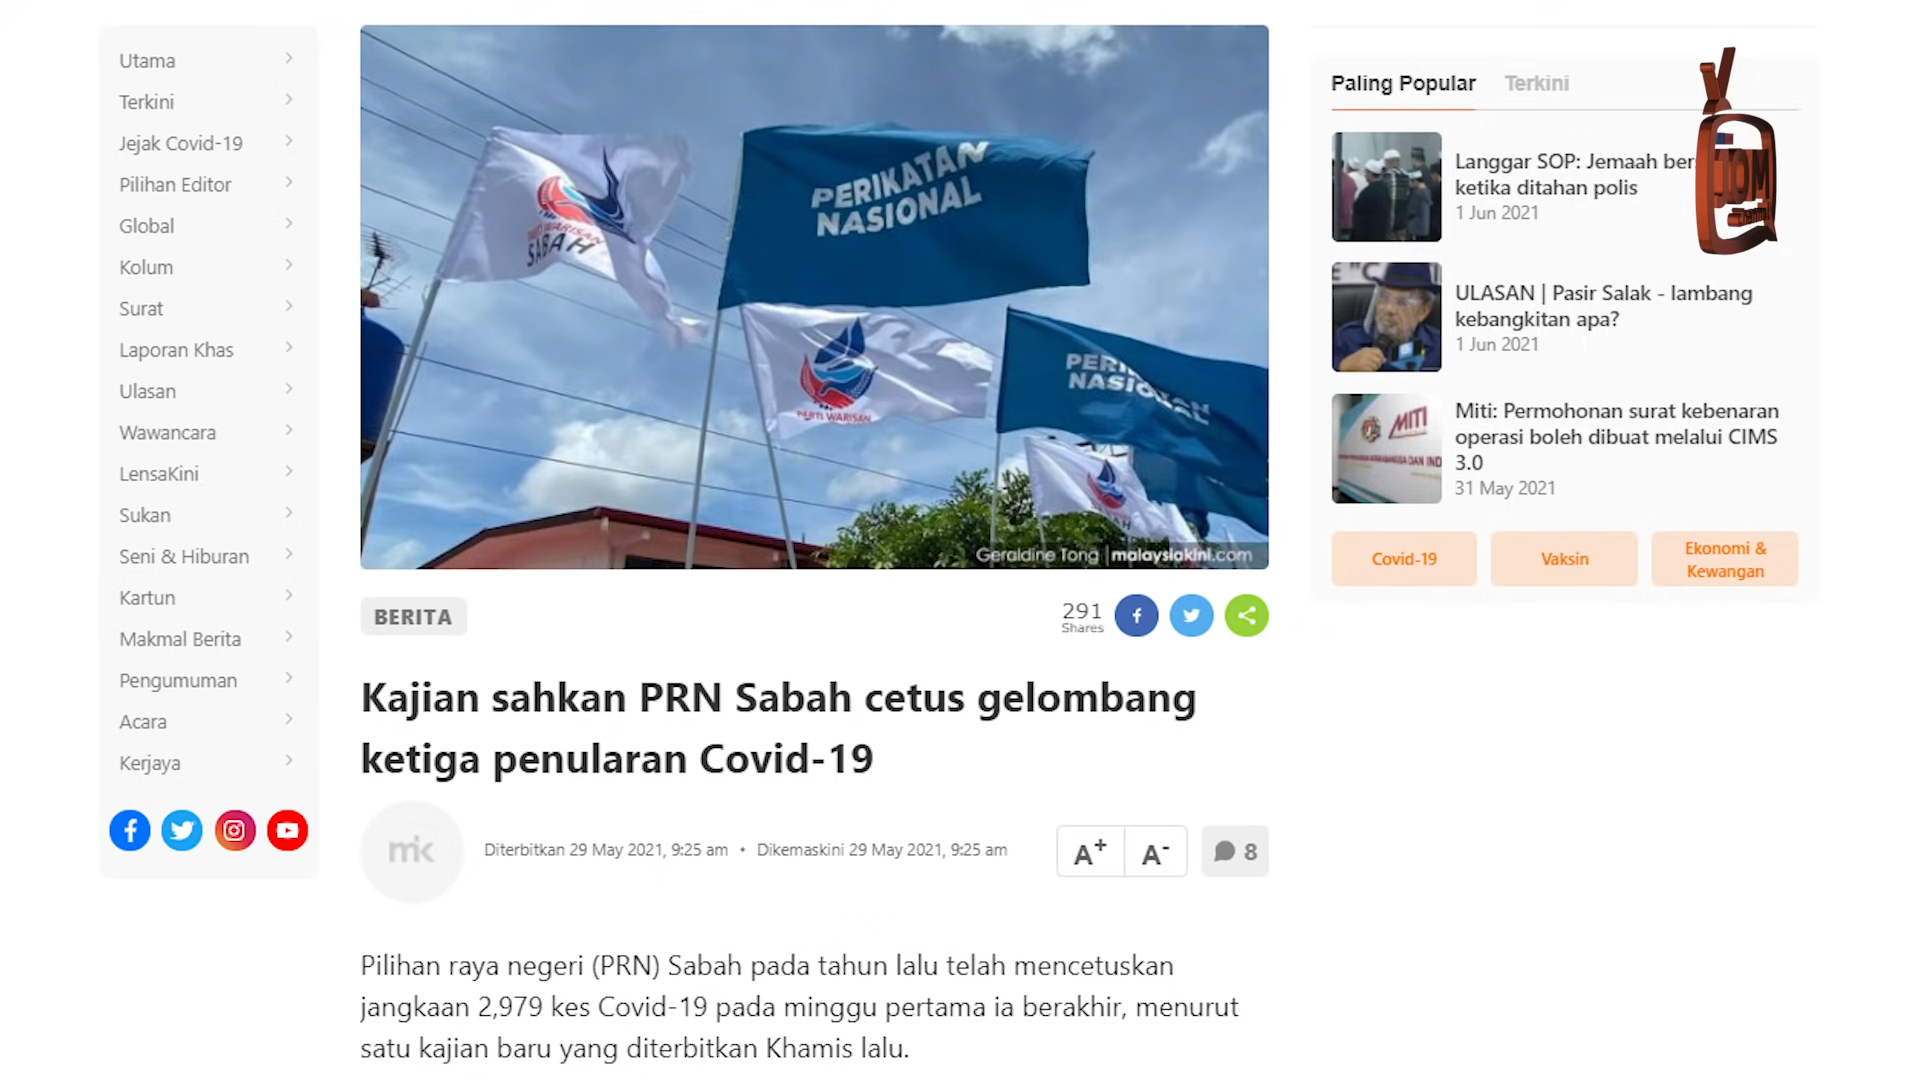 Utama
Terkini
Jejak Covid-19
Pilihan Editor
Global
Kolum
Surat
Laporan Khas
Ulasan
Wawancara
LensaKini
Sukan
Seni & Hiburan
Kartun
Makmal Berita
Pengumuman
Acara
Kerjaya
PARTI WARISAN
SABAH
PERIKATAN
NASIONAL
PARTI WARISAN
Geraldine Tong | malaysiakini.com
BERITA
291
Shares
Kajian sahkan PRN Sabah cetus gelombang
ketiga penularan Covid-19
mk
Diterbitkan 29 May 2021, 9:25 am • Dikemaskini 29 May 2021, 9:25 am
A+ A- 8
Pilihan raya negeri (PRN) Sabah pada tahun lalu telah mencetuskan
jangkaan 2,979 kes Covid-19 pada minggu pertama ia berakhir, menurut
satu kajian baru yang diterbitkan Khamis lalu.
Paling Popular Terkini
Langgar SOP: Jemaah
ketika ditahan polis
1 Jun 2021
ULASAN | Pasir Salak - lambang
kebangkitan apa?
1 Jun 2021
MITI
Miti: Permohonan surat kebenaran
operasi boleh dibuat melalui CIMS
3.0
31 May 2021
Covid-19
Vaksin
Ekonomi &
Kewangan